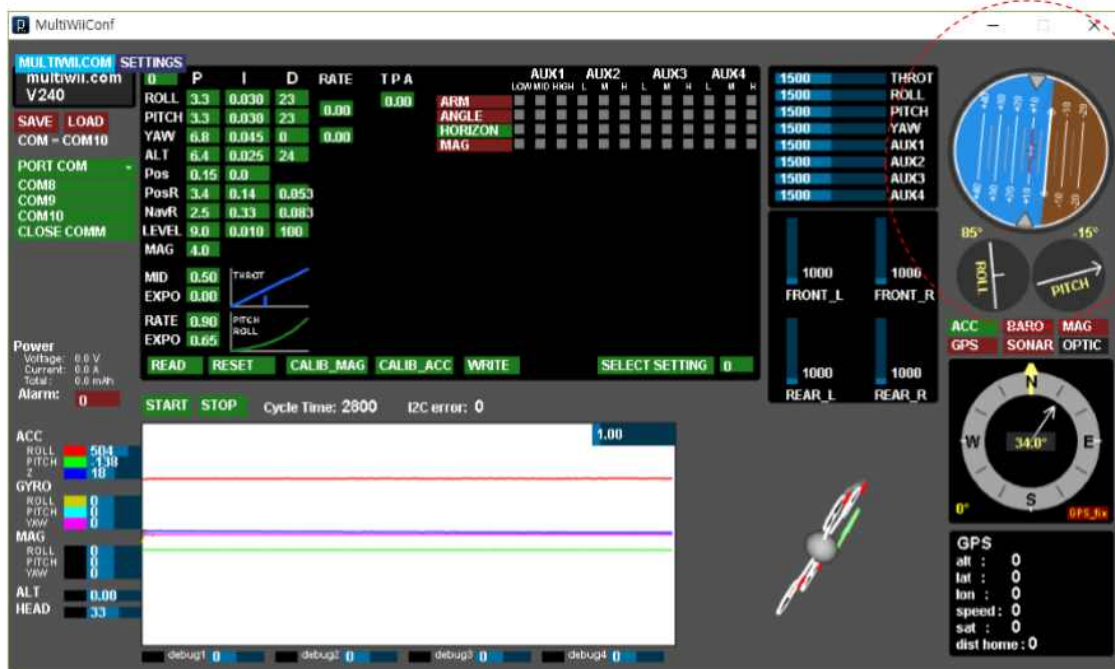 MultiWiiConf
MULTIWII.COM SETTINGS
multiwii.com
V240
SAVE LOAD
COM = COM10
PORT COM -
COM8
COM9
COM10
CLOSE COMM
0 P I D RATE T P A
ROLL 3.3 0.030 23 0.00
PITCH 3.3 0.030 23 0.00
YAW 6.8 0.045 0 0.00
ALT 6.4 0.025 24
Pos 0.15 0.0
PosR 3.4 0.14 0.053
NavR 2.5 0.33 0.083
LEVEL 9.0 0.010 100
MAG 4.0
MID 0.50 THROT
EXPO 0.00
RATE 0.90 PITCH
EXPO 0.65 ROLL
AUX1 AUX2 AUX3 AUX4
LOW MID HIGH L M H L M H L M H
ARM
ANGLE
HORIZON
MAG
READ RESET CALIB_MAG CALIB_ACC WRITE SELECT SETTING 0
1500 THROT
1500 ROLL
1500 PITCH
1500 YAW
1500 AUX1
1500 AUX2
1500 AUX3
1500 AUX4
1000 1000
FRONT_L FRONT_R
1000 1000
REAR_L REAR_R
85° -15°
ROLL PITCH
ACC BARO MAG
GPS SONAR OPTIC
N
W 34.0° E
S
0° GPS_fix
GPS
alt : 0
lat : 0
lon : 0
speed : 0
sat : 0
dist home : 0
Power
Voltage: 0.0 V
Current: 0.0 A
Total : 0.0 mAh
Alarm: 0
START STOP Cycle Time: 2800 I2C error: 0
1.00
ACC
ROLL 504
PITCH -138
Z 18
GYRO
ROLL 0
PITCH 0
YAW 0
MAG
ROLL 0
PITCH 0
YAW 0
ALT 0.00
HEAD 33
debug1 0 debug2 0 debug3 0 debug4 0